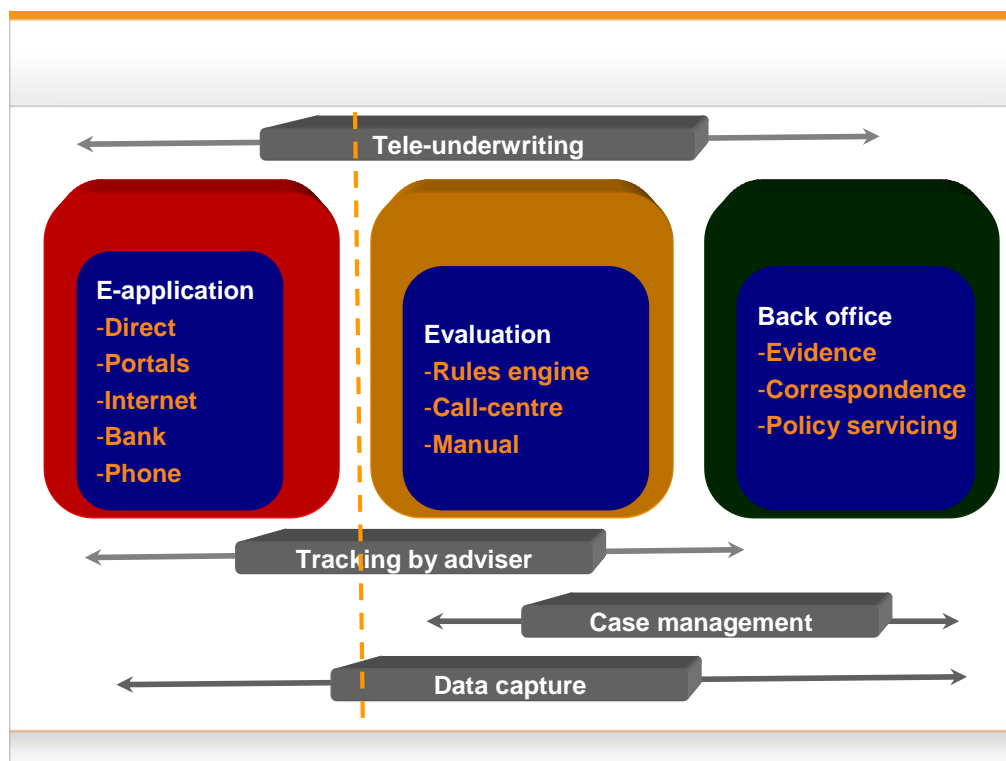 Tele-underwriting
E-application
-Direct
-Portals
-Internet
-Bank
-Phone
Evaluation
-Rules engine
-Call-centre
-Manual
Back office
-Evidence
-Correspondence
-Policy servicing
Tracking by adviser
Case management
Data capture